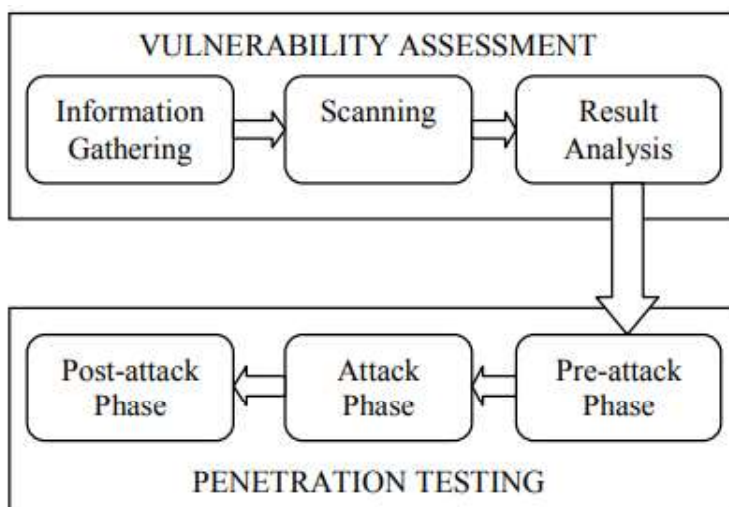 VULNERABILITY ASSESSMENT
Information
Gathering
Scanning
Result
Analysis
Post-attack
Phase
Attack
Phase
Pre-attack
Phase
PENETRATION TESTING